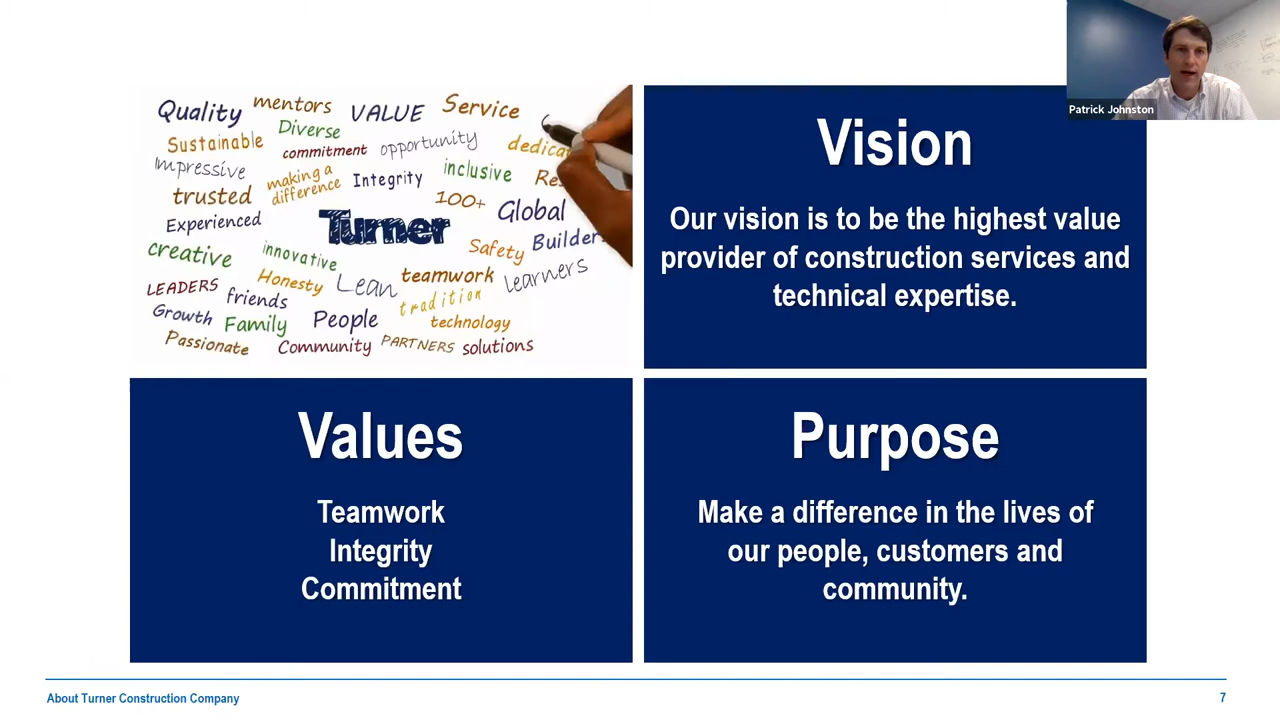 Patrick Johnston
Quality mentors VALUE Service
Sustainable Diverse
commitment opportunity
Impressive making a difference Integrity inclusive
trusted 100+ Global
Experienced Turner
creative innovative Safety
Honesty Lean teamwork learners
LEADERS friends tradition
Growth Family People technology
Passionate Community PARTNERS solutions
Vision
Our vision is to be the highest value
provider of construction services and
technical expertise.
Values
Teamwork
Integrity
Commitment
Purpose
Make a difference in the lives of
our people, customers and
community.
About Turner Construction Company
7